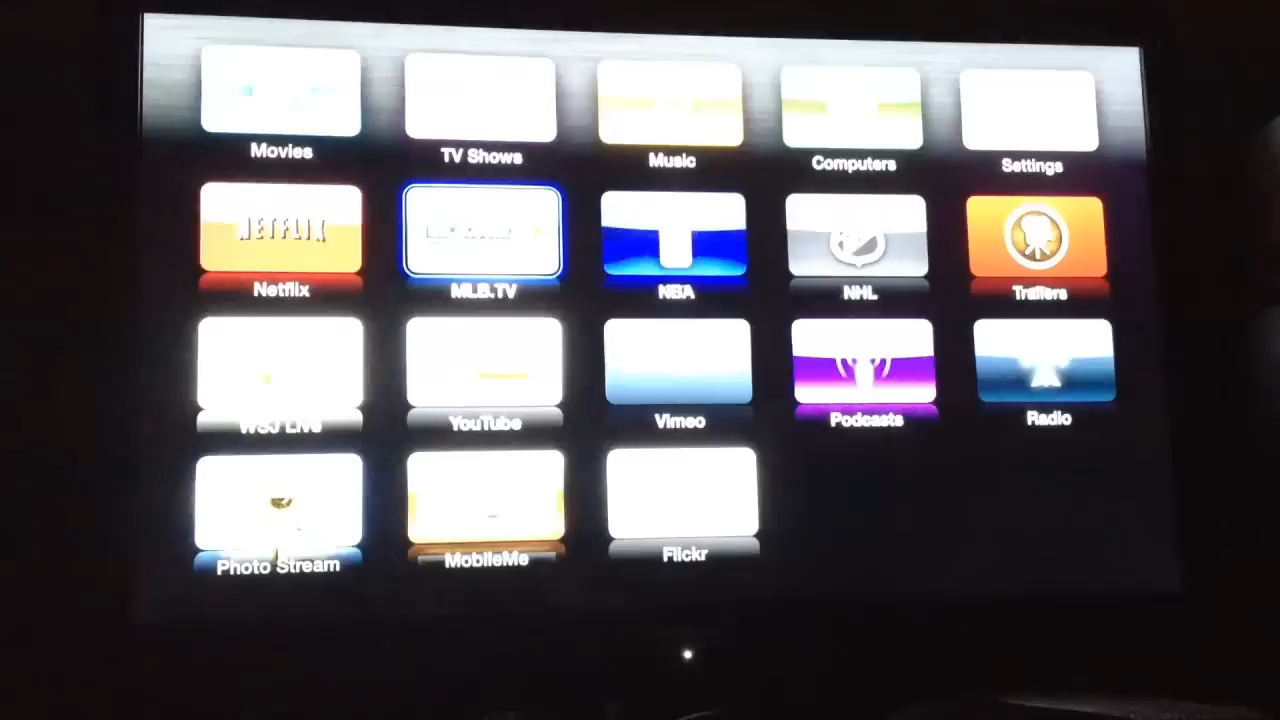 Movies
TV Shows
Music
Computers
Settings
NETFLIX
Netflix
MLB.TV
NBA
NHL
Trailers
WSJ Live
YouTube
Vimeo
Podcasts
Radio
Photo Stream
MobileMe
Flickr